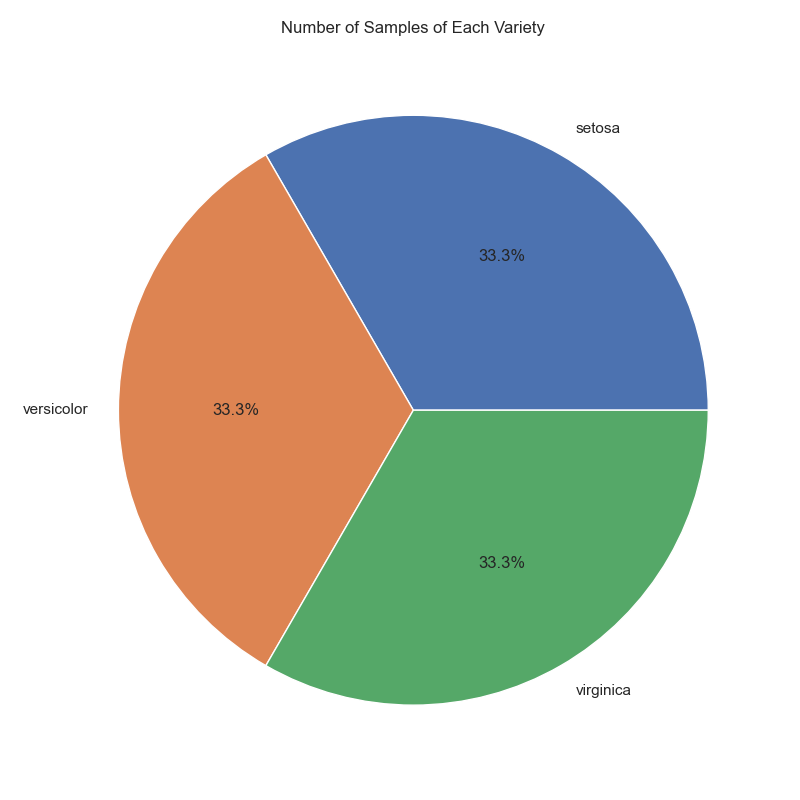 Number of Samples of Each Variety
setosa
33.3%
versicolor
33.3%
33.3%
virginica